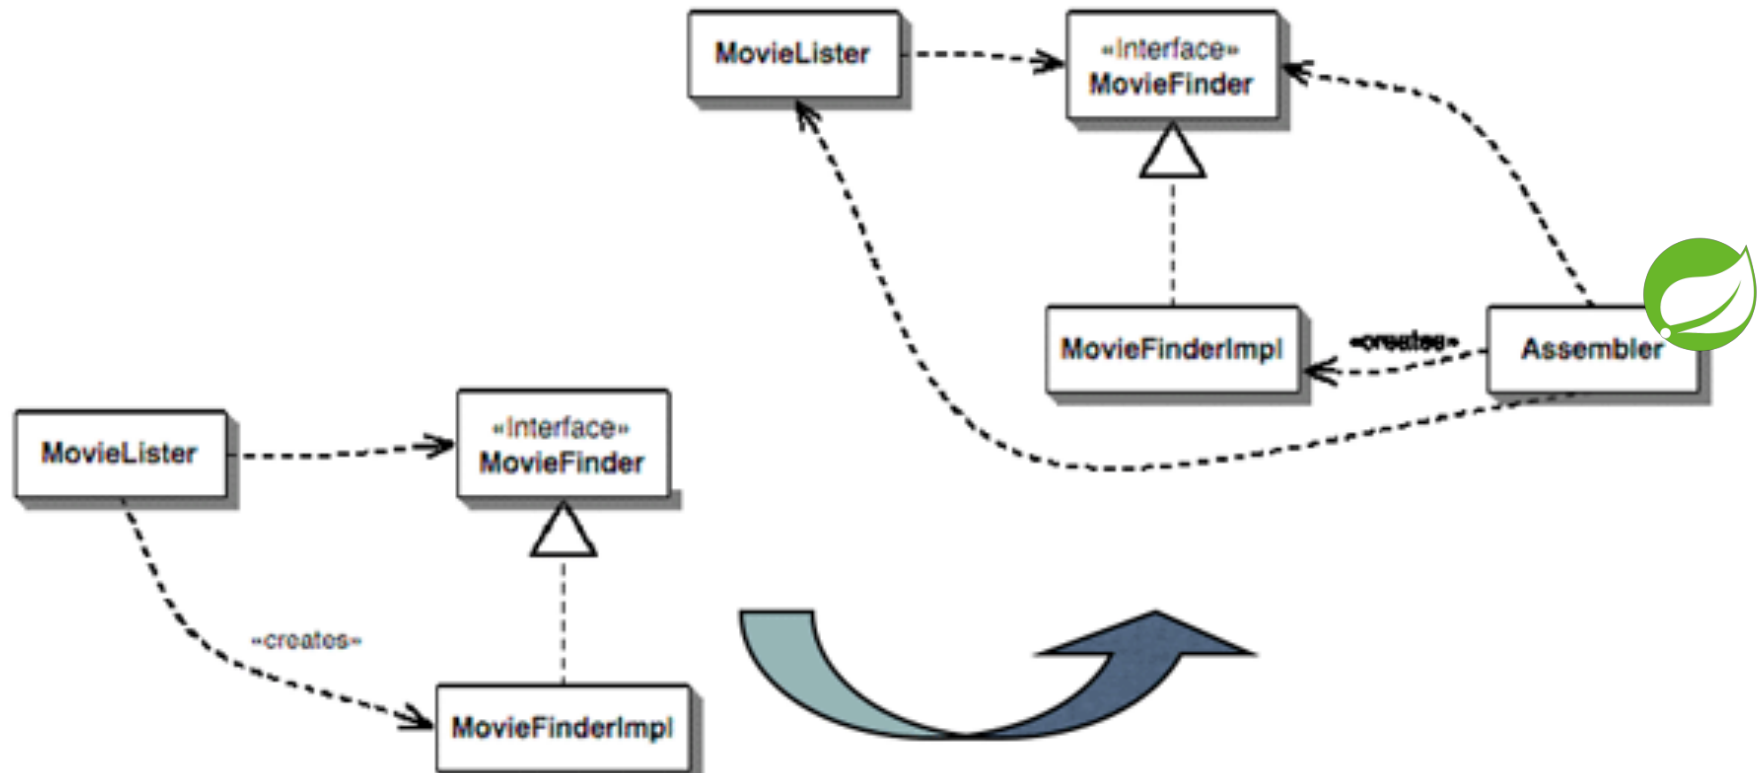 MovieLister
«Interface»
MovieFinder
MovieFinderImpl
«creates»
Assembler
MovieLister
«Interface»
MovieFinder
«creates»
MovieFinderImpl